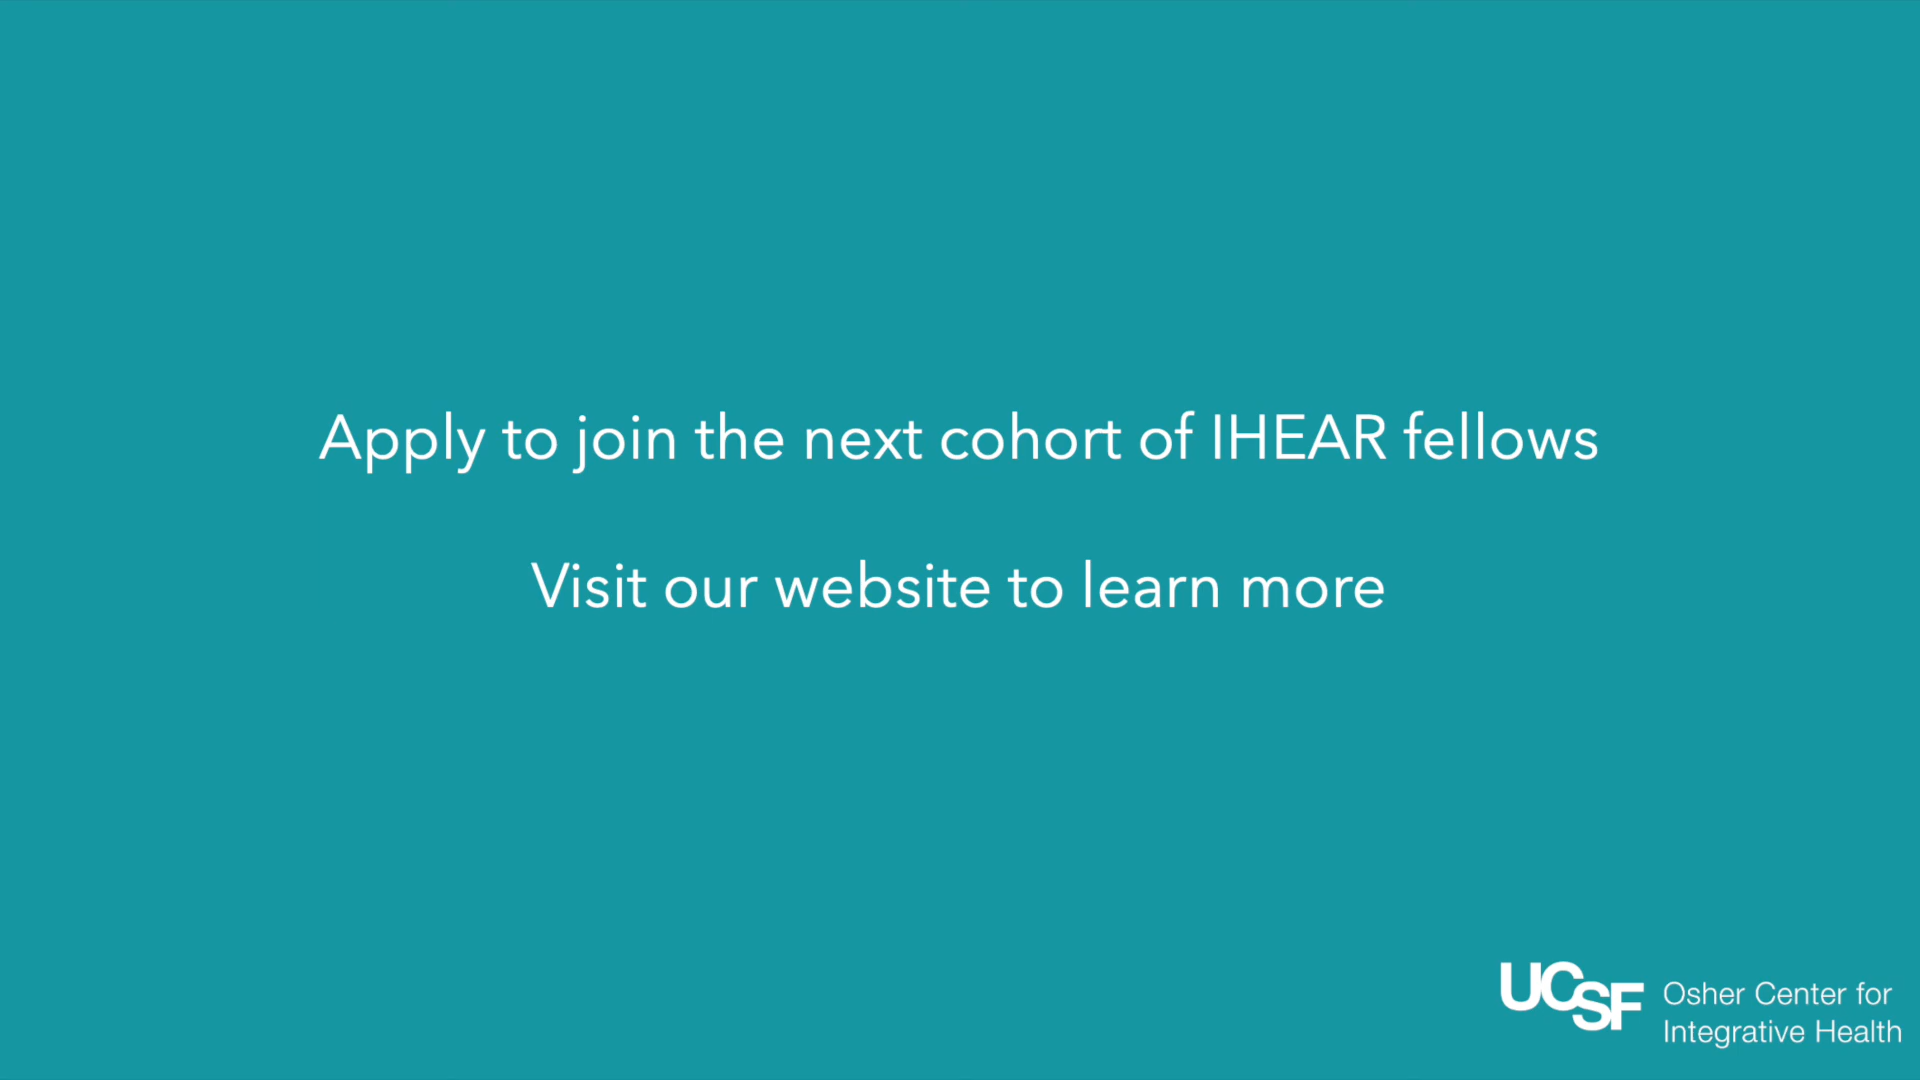 Apply to join the next cohort of IHEAR fellows
Visit our website to learn more
UCSF
Osher Center for
Integrative Health